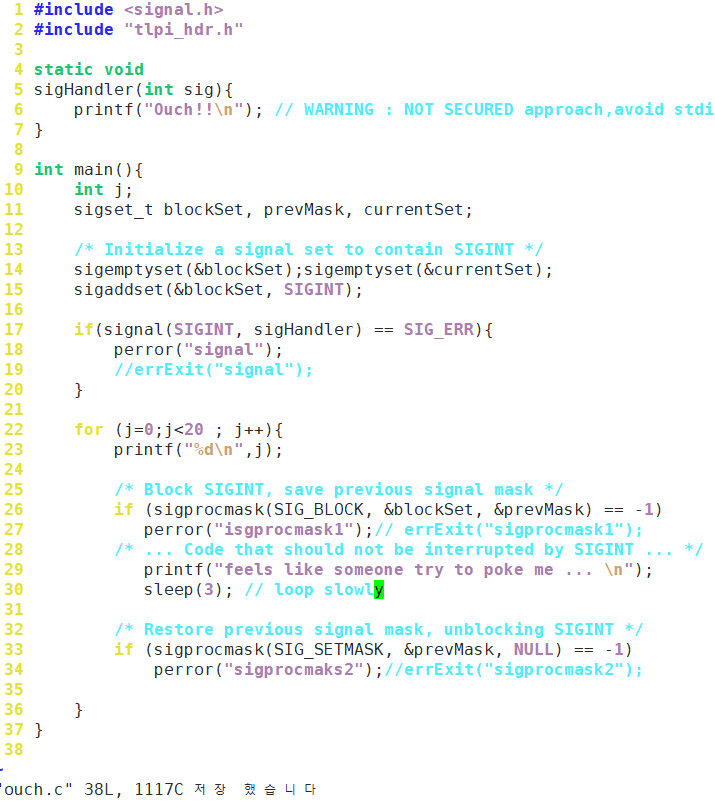 1 #include <signal.h>
2 #include "tlpi_hdr.h"
3
4 static void
5 sigHandler(int sig){
6     printf("Ouch!!\n"); // WARNING : NOT SECURED approach,avoid stdi
7 }
8
9 int main(){
10     int j;
11     sigset_t blockSet, prevMask, currentSet;
12
13     /* Initialize a signal set to contain SIGINT */
14     sigemptyset(&blockSet);sigemptyset(&currentSet);
15     sigaddset(&blockSet, SIGINT);
16
17     if(signal(SIGINT, sigHandler) == SIG_ERR){
18         perror("signal");
19         //errExit("signal");
20     }
21
22     for (j=0;j<20 ; j++){
23         printf("%d\n",j);
24
25         /* Block SIGINT, save previous signal mask */
26         if (sigprocmask(SIG_BLOCK, &blockSet, &prevMask) == -1)
27            perror("isgprocmask1");// errExit("sigprocmask1");
28         /* ... Code that should not be interrupted by SIGINT ... */
29            printf("feels like someone try to poke me ... \n");
30            sleep(3); // loop slowly
31
32         /* Restore previous signal mask, unblocking SIGINT */
33         if (sigprocmask(SIG_SETMASK, &prevMask, NULL) == -1)
34             perror("sigprocmaks2");//errExit("sigprocmask2");
35
36     }
37 }
38
~
"ouch.c" 38L, 1117C 저장 했습니다